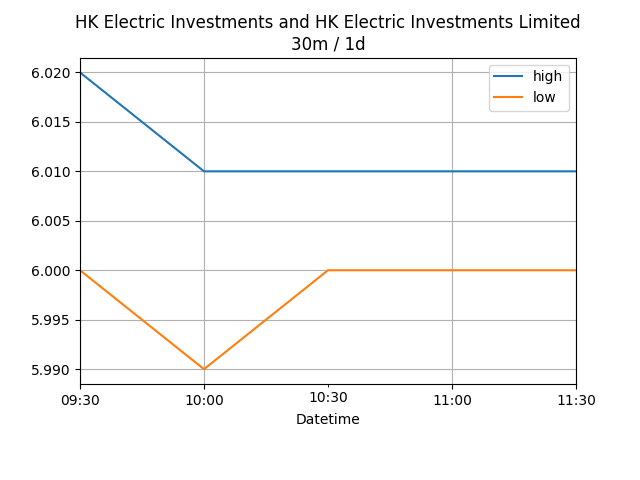 HK Electric Investments and HK Electric Investments Limited
30m / 1d
high
low
6.020
6.015
6.010
6.005
6.000
5.995
5.990
09:30
10:00
10:30
11:00
11:30
Datetime